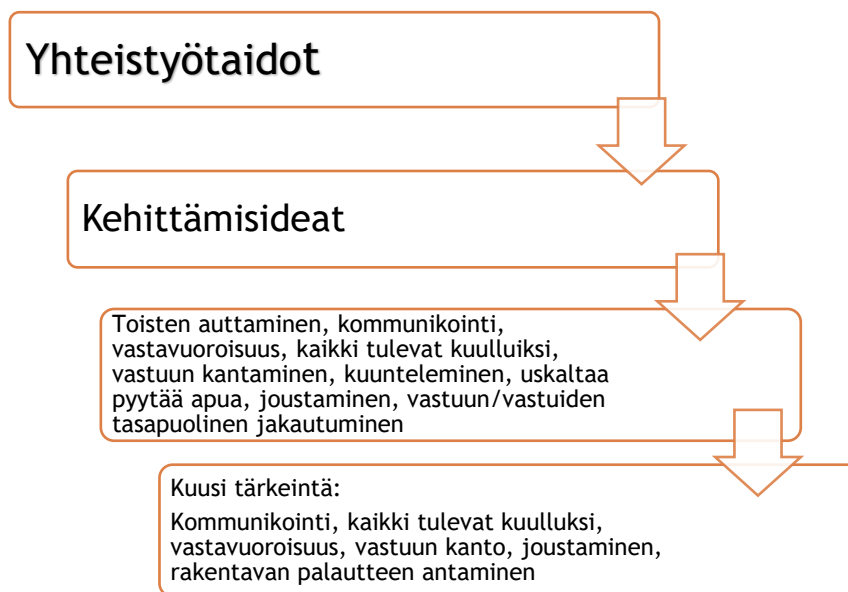 Yhteistyötaidot
Kehittämisideat
Toisten auttaminen, kommunikointi,
vastavuoroisuus, kaikki tulevat kuulluiksi,
vastuun kantaminen, kuunteleminen, uskaltaa
pyytää apua, joustaminen, vastuun/vastuiden
tasapuolinen jakautuminen
Kuusi tärkeintä:
Kommunikointi, kaikki tulevat kuulluksi,
vastavuoroisuus, vastuun kanto, joustaminen,
rakentavan palautteen antaminen